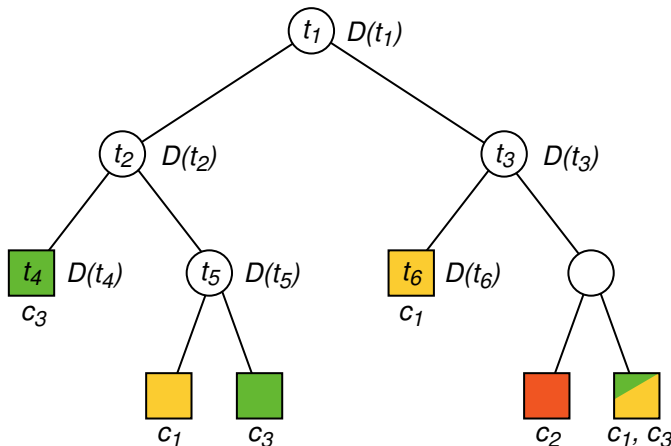 t1 D(t1)
t2 D(t2)
t3 D(t3)
t4 D(t4)
t5 D(t5)
t6 D(t6)
c3
c1
c1
c3
c2
c1, c3